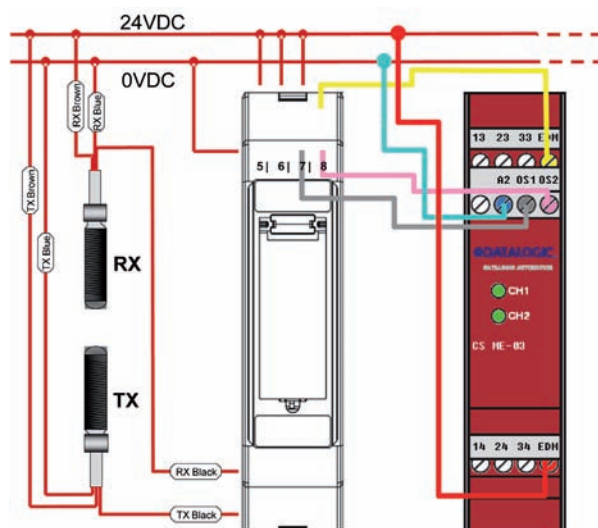 24VDC
0VDC
RX Brown
RX Blue
TX Brown
TX Blue
RX
TX
RX Black
TX Black
5| 6| 7| 8
13 23 33 EDM
A2 OS1 OS2
DATALOGIC
CH1
CH2
CS ME-03
14 24 34 EDM